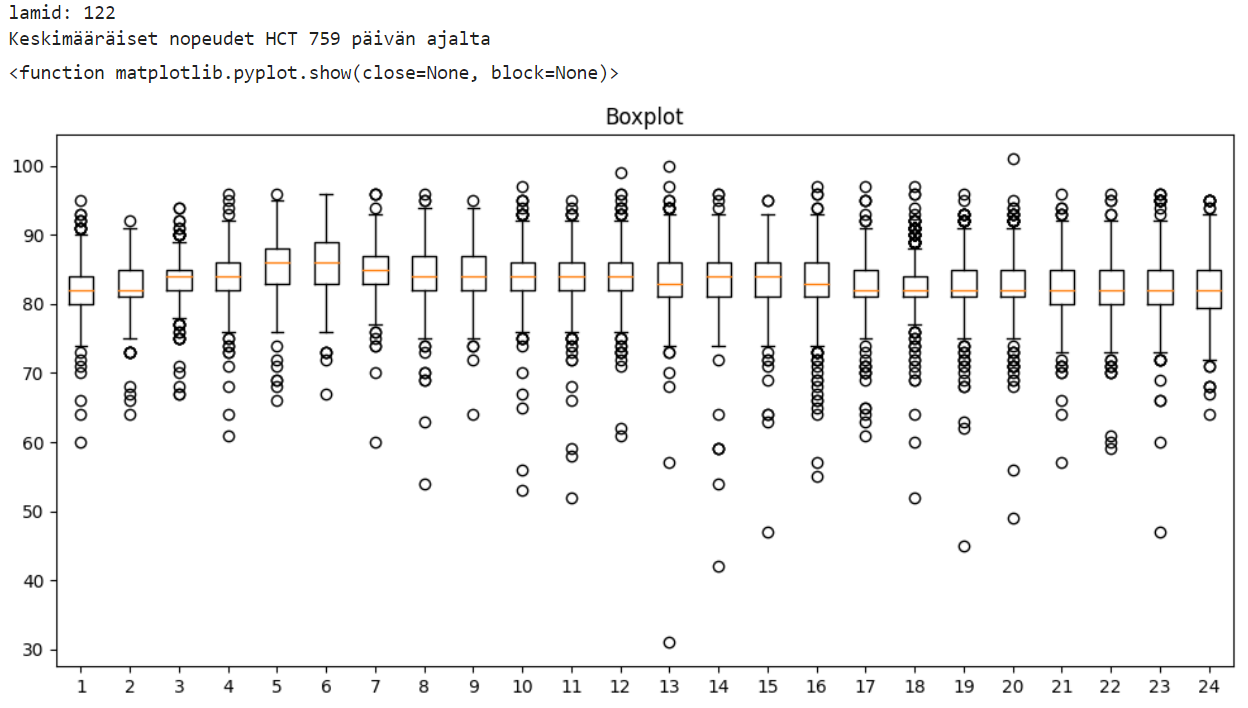 lamid: 122
Keskimääräiset nopeudet HCT 759 päivän ajalta
<function matplotlib.pyplot.show(close=None, block=None)>
Boxplot
100
90
80
70
60
50
40
30
1 2 3 4 5 6 7 8 9 10 11 12 13 14 15 16 17 18 19 20 21 22 23 24